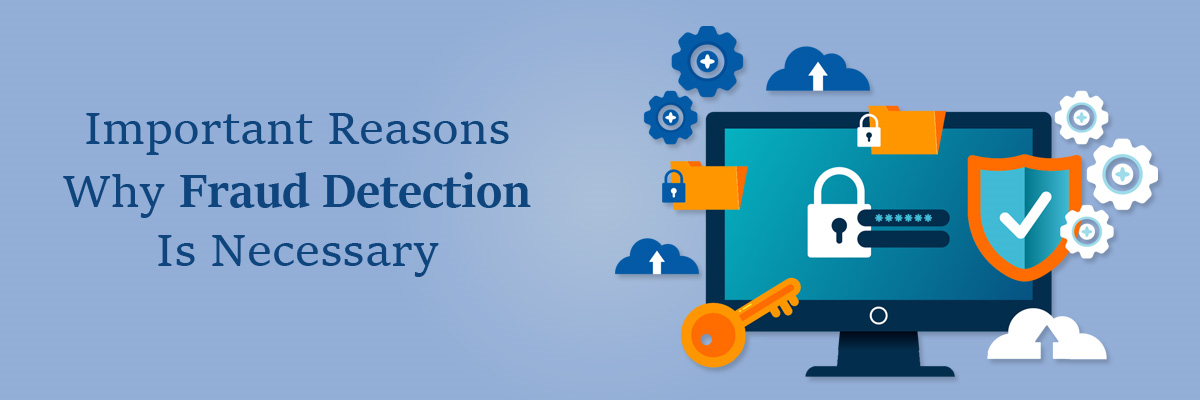 Important Reasons
Why Fraud Detection
Is Necessary
******